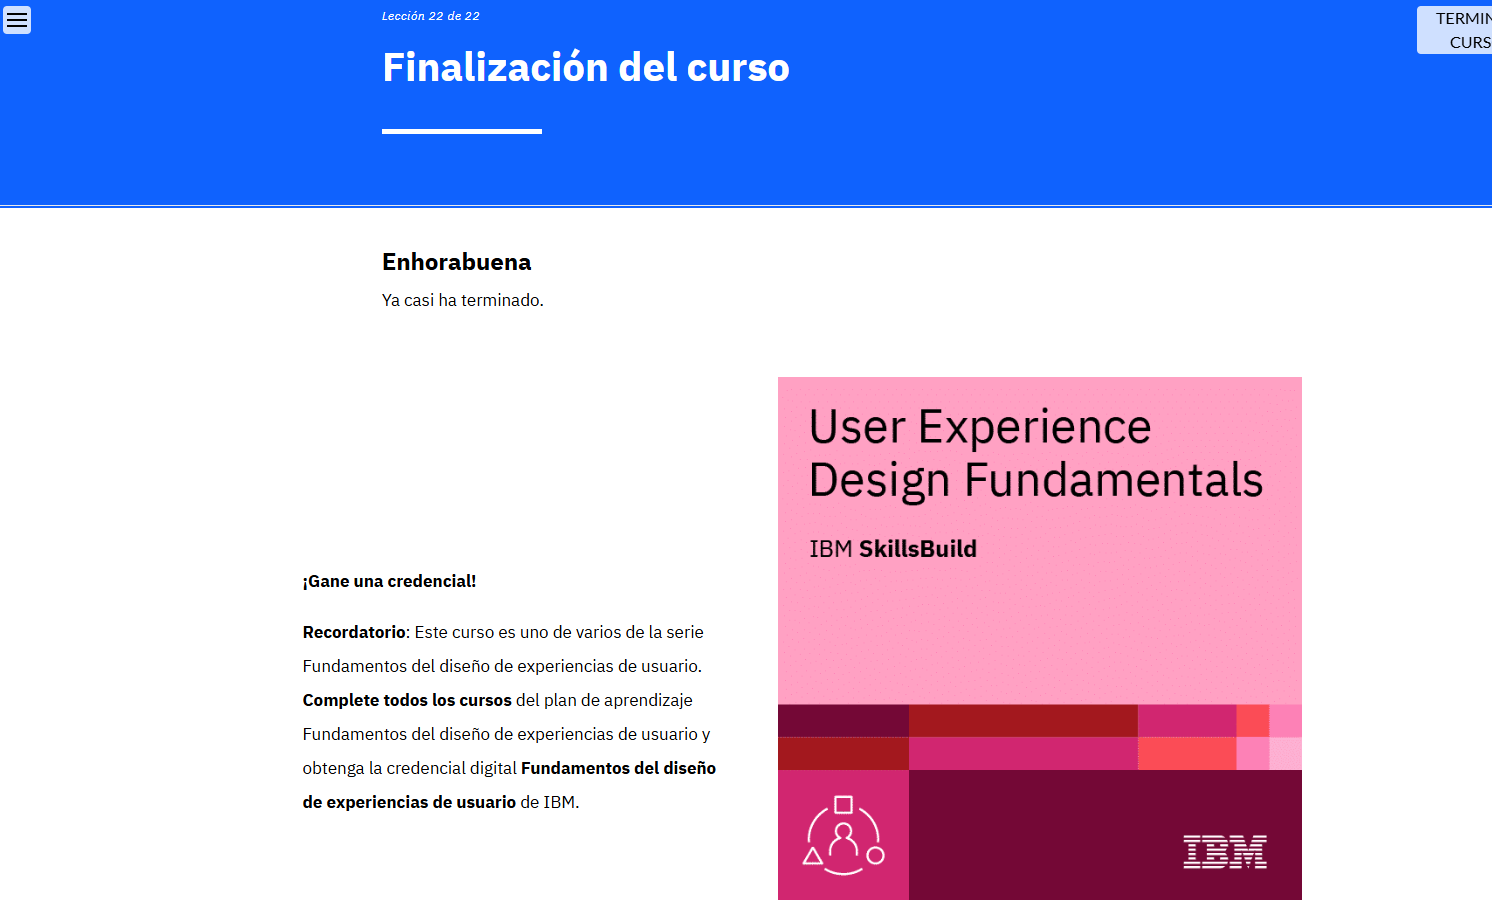 Lección 22 de 22
TERMIN
CURS
Finalización del curso
Enhorabuena
Ya casi ha terminado.
User Experience
Design Fundamentals
IBM SkillsBuild
¡Gane una credencial!
Recordatorio: Este curso es uno de varios de la serie
Fundamentos del diseño de experiencias de usuario.
Complete todos los cursos del plan de aprendizaje
Fundamentos del diseño de experiencias de usuario y
obtenga la credencial digital Fundamentos del diseño
de experiencias de usuario de IBM.
IBM